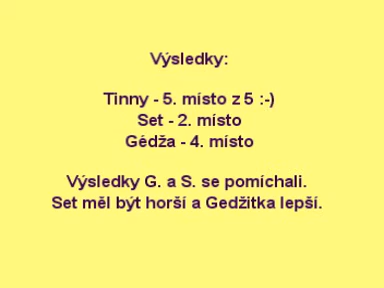 Výsledky:
Tinny - 5. místo z 5 :-)
Set - 2. místo
Gédža - 4. místo
Výsledky G. a S. se pomíchali.
Set měl být horší a Gedžitka lepší.